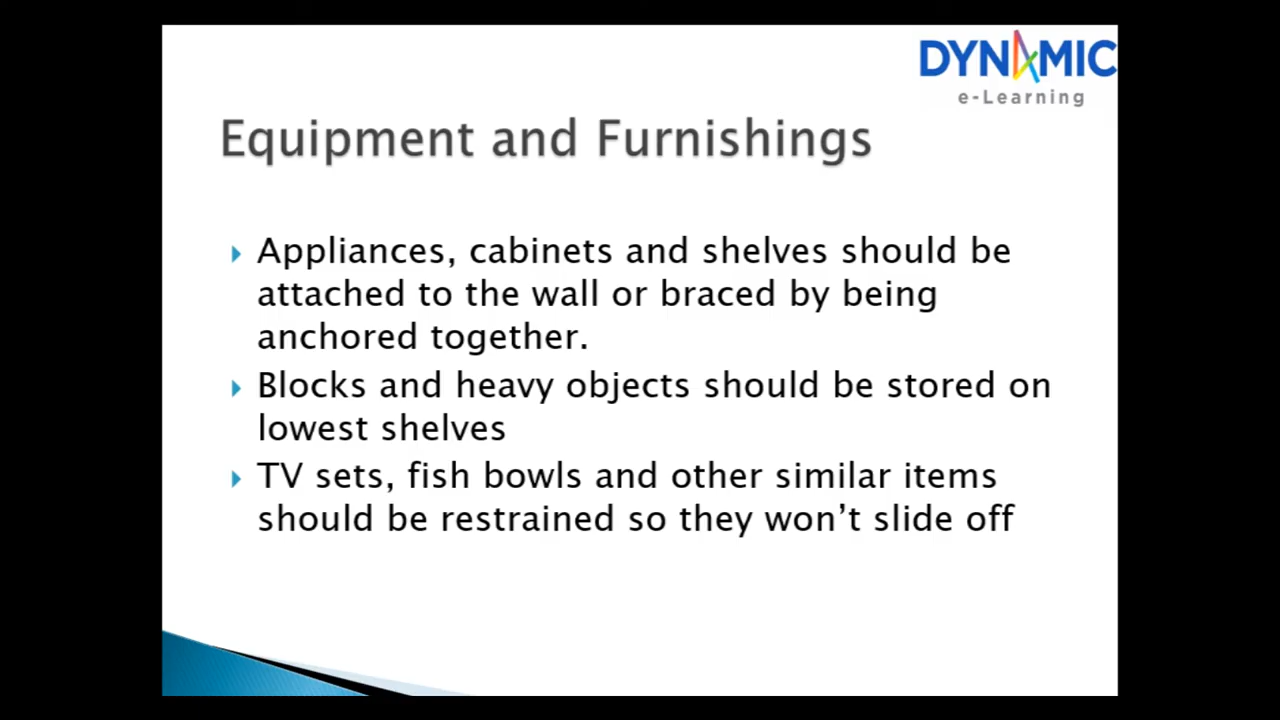 DYNAMIC
e-Learning
Equipment and Furnishings
Appliances, cabinets and shelves should be
attached to the wall or braced by being
anchored together.
Blocks and heavy objects should be stored on
lowest shelves
TV sets, fish bowls and other similar items
should be restrained so they won’t slide off